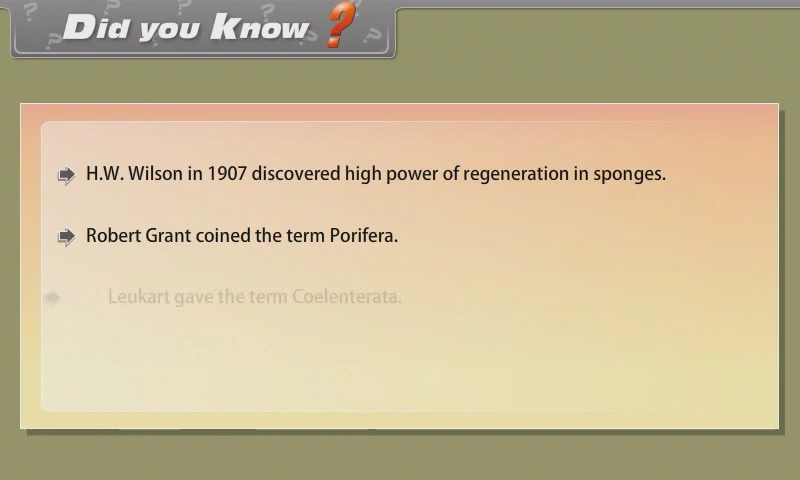 Did you Know ?
H.W. Wilson in 1907 discovered high power of regeneration in sponges.
Robert Grant coined the term Porifera.
Leukart gave the term Coelenterata.